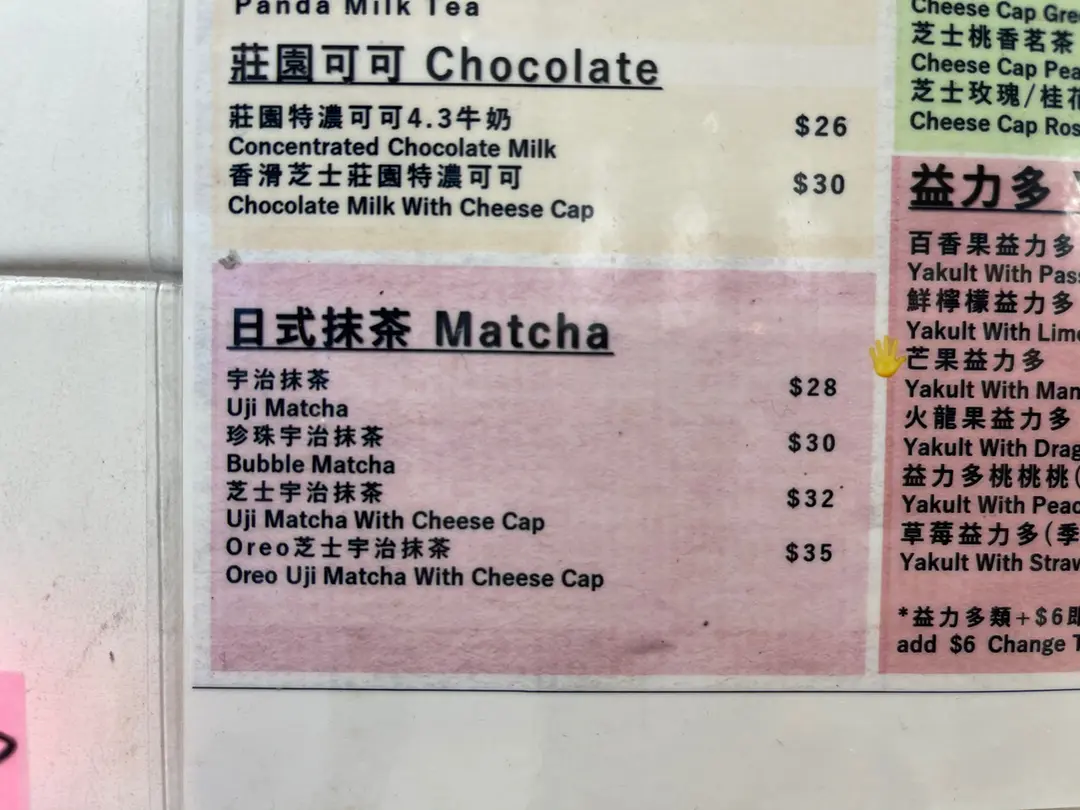 Panda Milk Tea
莊園可可 Chocolate
莊園特濃可可4.3牛奶 $26
Concentrated Chocolate Milk
香滑芝士莊園特濃可可 $30
Chocolate Milk With Cheese Cap
日式抹茶 Matcha
宇治抹茶 $28
Uji Matcha
珍珠宇治抹茶 $30
Bubble Matcha
芝士宇治抹茶 $32
Uji Matcha With Cheese Cap
Oreo芝士宇治抹茶 $35
Oreo Uji Matcha With Cheese Cap
Cheese Cap Gre
芝士桃香茗茶
Cheese Cap Pea
芝士玫瑰/桂花
Cheese Cap Ros
益力多
百香果益力多
Yakult With Pass
鮮檸檬益力多
Yakult With Lime
芒果益力多
Yakult With Man
火龍果益力多
Yakult With Drag
益力多桃桃桃(
Yakult With Peac
草莓益力多(季
Yakult With Straw
*益力多類+$6即
add $6 Change T